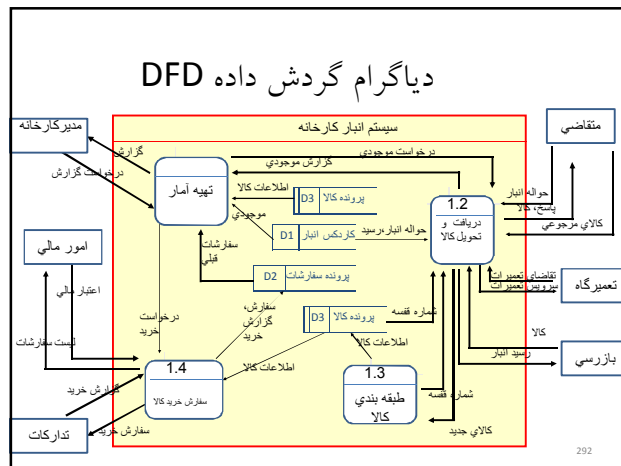 دياگرام گردش داده DFD
سيستم انبار كارخانه
مديركارخانه
گزارش
درخواست گزارش
تهيه آمار
درخواست موجودي
گزارش موجودي
متقاضي
حواله انبار
پاسخ، كالا
كالاي مرجوعي
1.2
دريافت و
تحويل كالا
اطلاعات كالا
D3 پرونده كالا
موجودي
D1 كاردكس انبار
حواله انبار،رسيد
سفارشات
قبلي
D2 پرونده سفارشات
امور مالي
اعتبار مالي
ليست سفارشات
تقاضاي تعميرات
سرويس تعميرات
تعميرگاه
درخواست
خريد
سفارش،
گزارش
خريد
D3 پرونده كالا
شماره قفسه
كالا
رسيد انبار
بازرسي
اطلاعات كالا
اطلاعات كالا
1.4
سفارش خريد كالا
1.3
طبقه بندي
كالا
شماره قفسه
كالاي جديد
گزارش خريد
سفارش خريد
تداركات
292